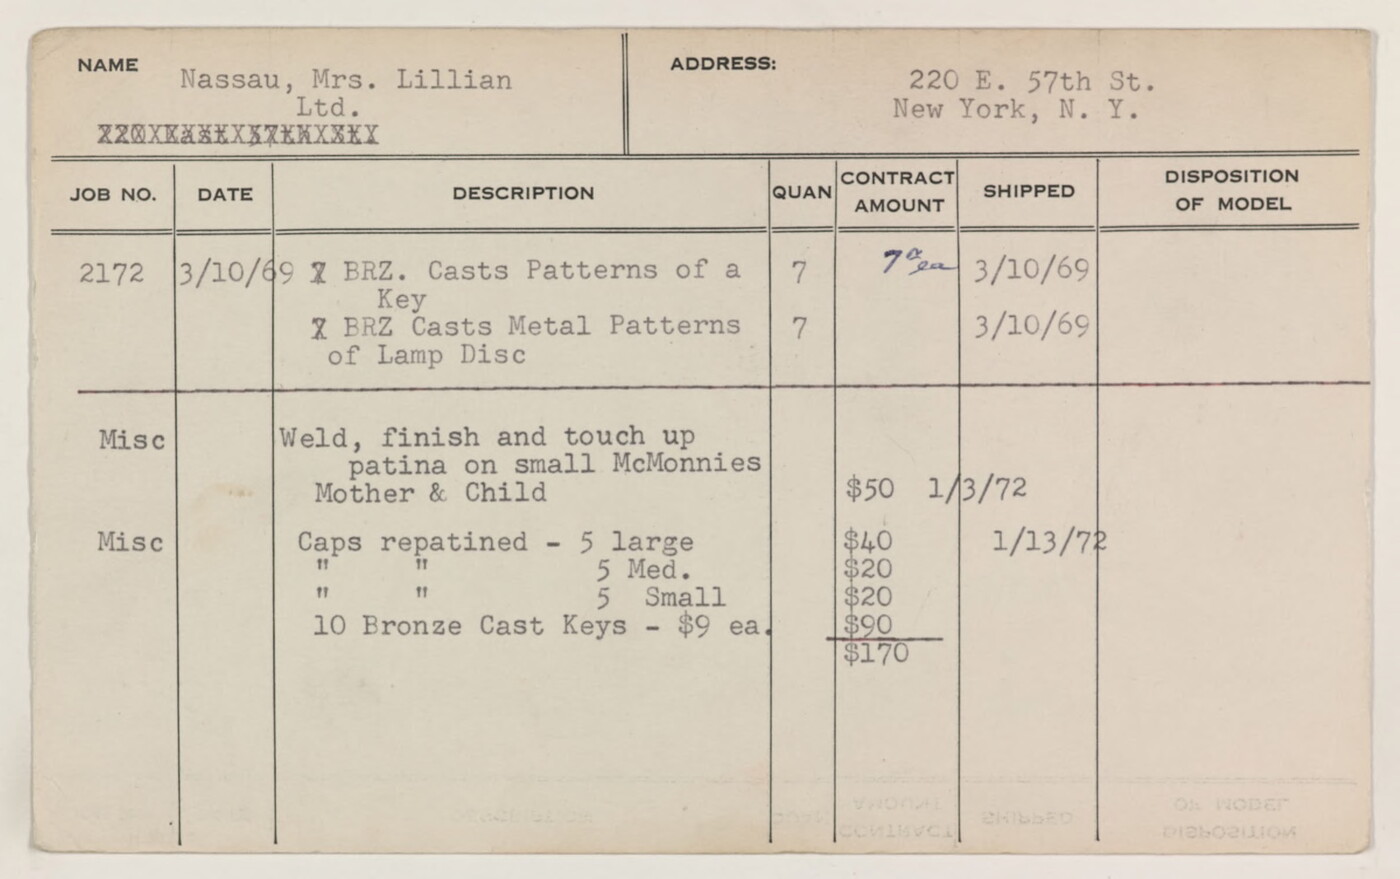 NAME Nassau, Mrs. Lillian
Ltd.
220 East 57th St.
ADDRESS: 220 E. 57th St.
New York, N. Y.
JOB NO. DATE DESCRIPTION QUAN CONTRACT AMOUNT SHIPPED DISPOSITION OF MODEL
2172 3/10/69 BRZ. Casts Patterns of a 7 ea 3/10/69
Key
BRZ Casts Metal Patterns 7 3/10/69
of Lamp Disc
Misc Weld, finish and touch up
patina on small McMonnies
Mother & Child $50 1/3/72
Misc Caps repatined - 5 large $40 1/13/72
" " 5 Med. $20
" " 5 Small $20
10 Bronze Cast Keys - $9 ea. $90
$170